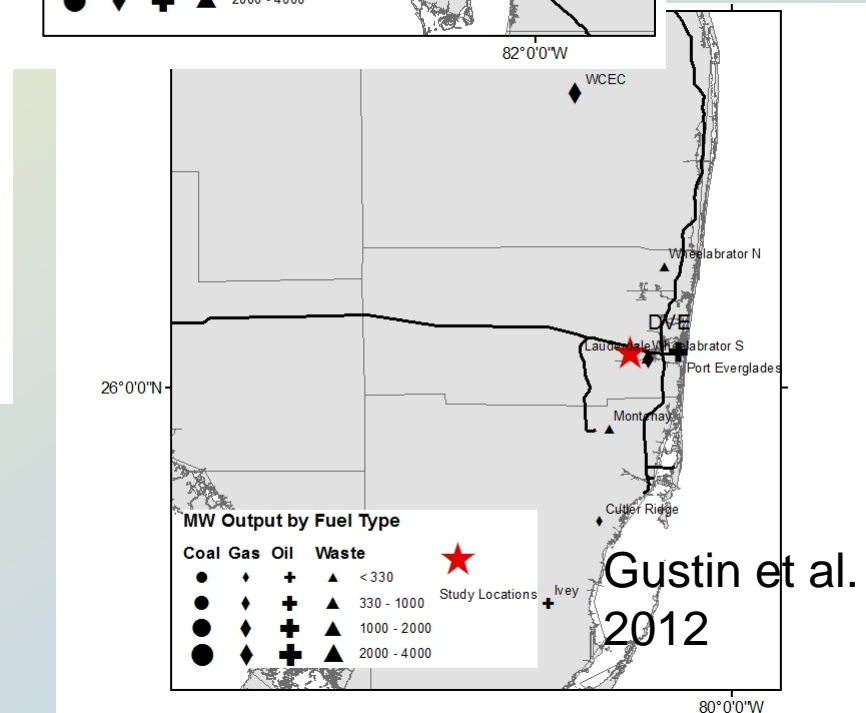 2000 - 4000
82°0'0"W
WCEC
Wheelabrator N
DVE
Lauderdale Wheelabrator S
Port Everglades
26°0'0"N
Montenay
Cutler Ridge
MW Output by Fuel Type
Coal Gas Oil Waste
< 330
330 - 1000
1000 - 2000
2000 - 4000
Study Locations
Ivey
Gustin et al.
2012
80°0'0"W